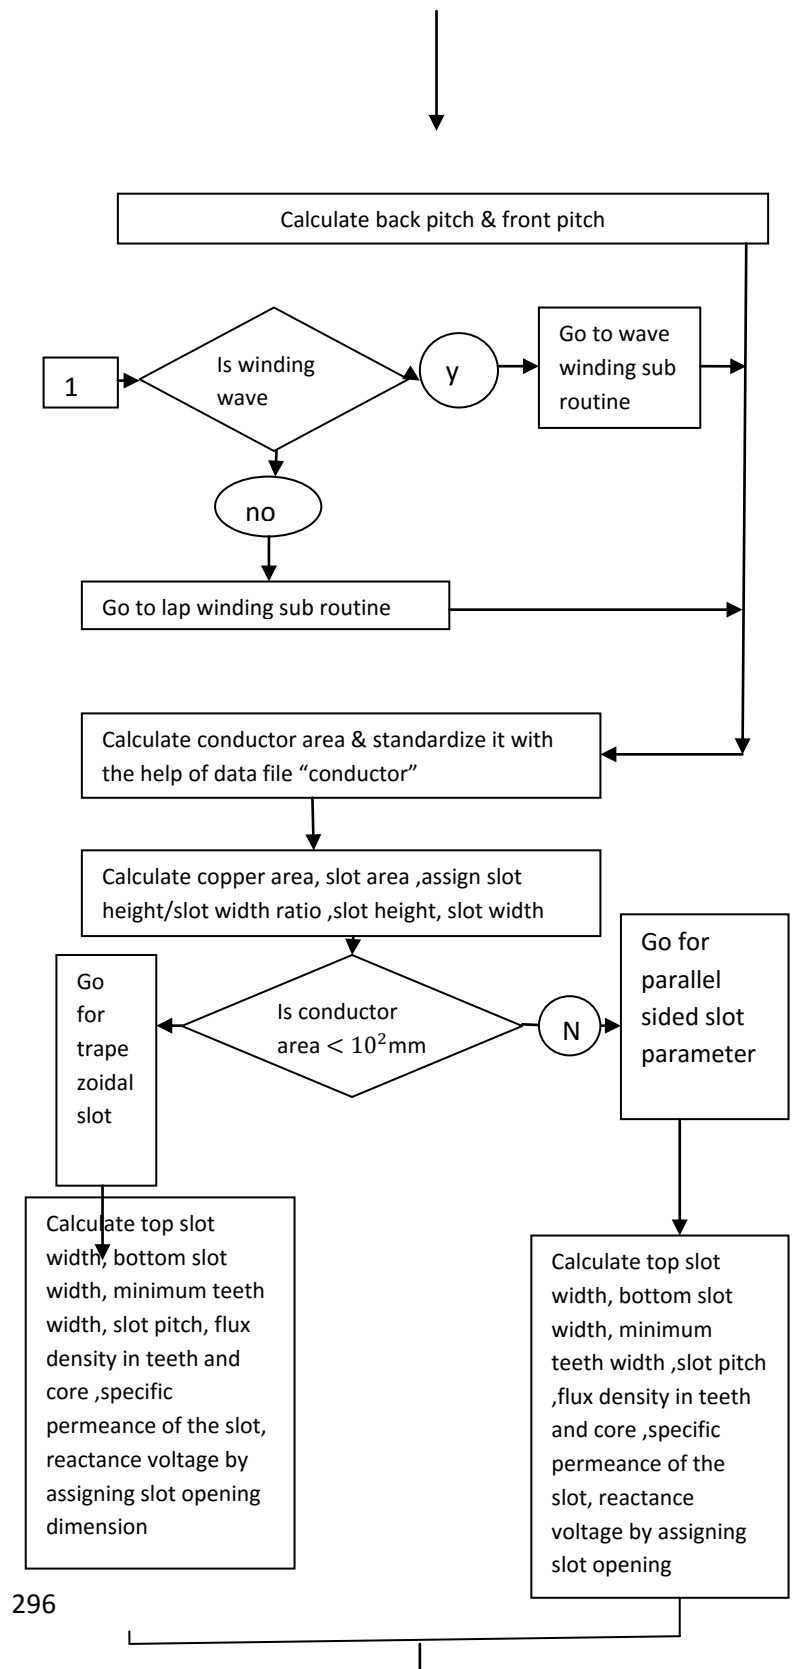 Calculate back pitch & front pitch
1
Is winding
wave
y
Go to wave
winding sub
routine
no
Go to lap winding sub routine
Calculate conductor area & standardize it with
the help of data file “conductor”
Calculate copper area, slot area ,assign slot
height/slot width ratio ,slot height, slot width
Go
for
trape
zoidal
slot
Is conductor
area < 10²mm
N
Go for
parallel
sided slot
parameter
Calculate top slot
width, bottom slot
width, minimum teeth
width, slot pitch, flux
density in teeth and
core ,specific
permeance of the slot,
reactance voltage by
assigning slot opening
dimension
Calculate top slot
width, bottom slot
width, minimum
teeth width ,slot pitch
,flux density in teeth
and core ,specific
permeance of the
slot, reactance
voltage by assigning
slot opening
296